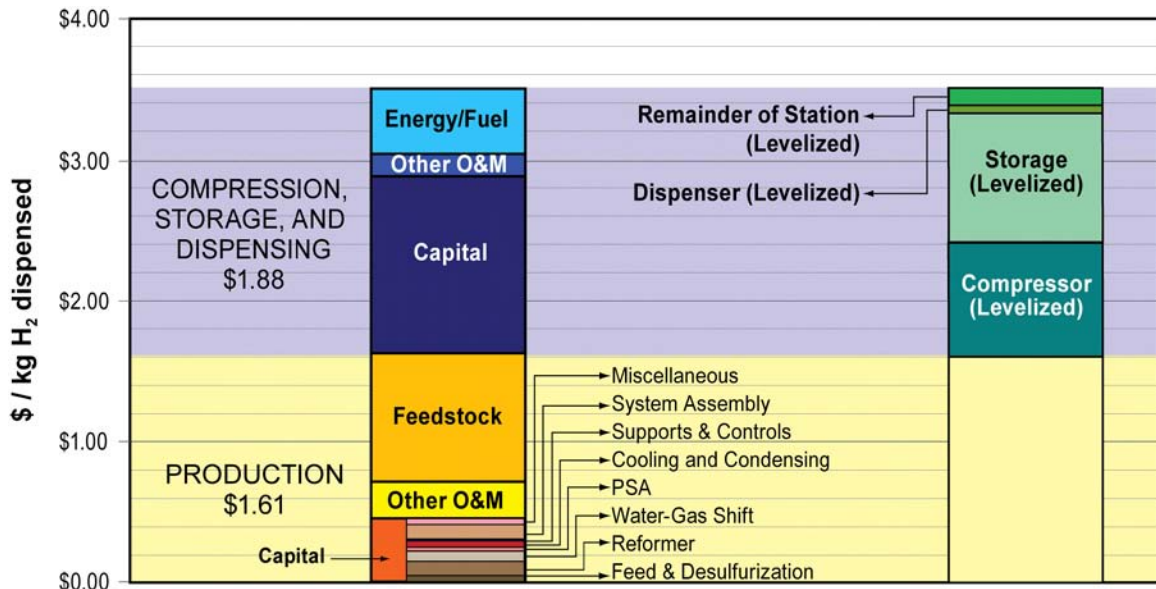 $ / kg H₂ dispensed
$4.00
$3.00
$2.00
$1.00
$0.00
COMPRESSION,
STORAGE, AND
DISPENSING
$1.88
PRODUCTION
$1.61
Energy/Fuel
Other O&M
Capital
Feedstock
Other O&M
Capital
Remainder of Station
(Levelized)
Dispenser (Levelized)
Miscellaneous
System Assembly
Supports & Controls
Cooling and Condensing
PSA
Water-Gas Shift
Reformer
Feed & Desulfurization
Storage
(Levelized)
Compressor
(Levelized)